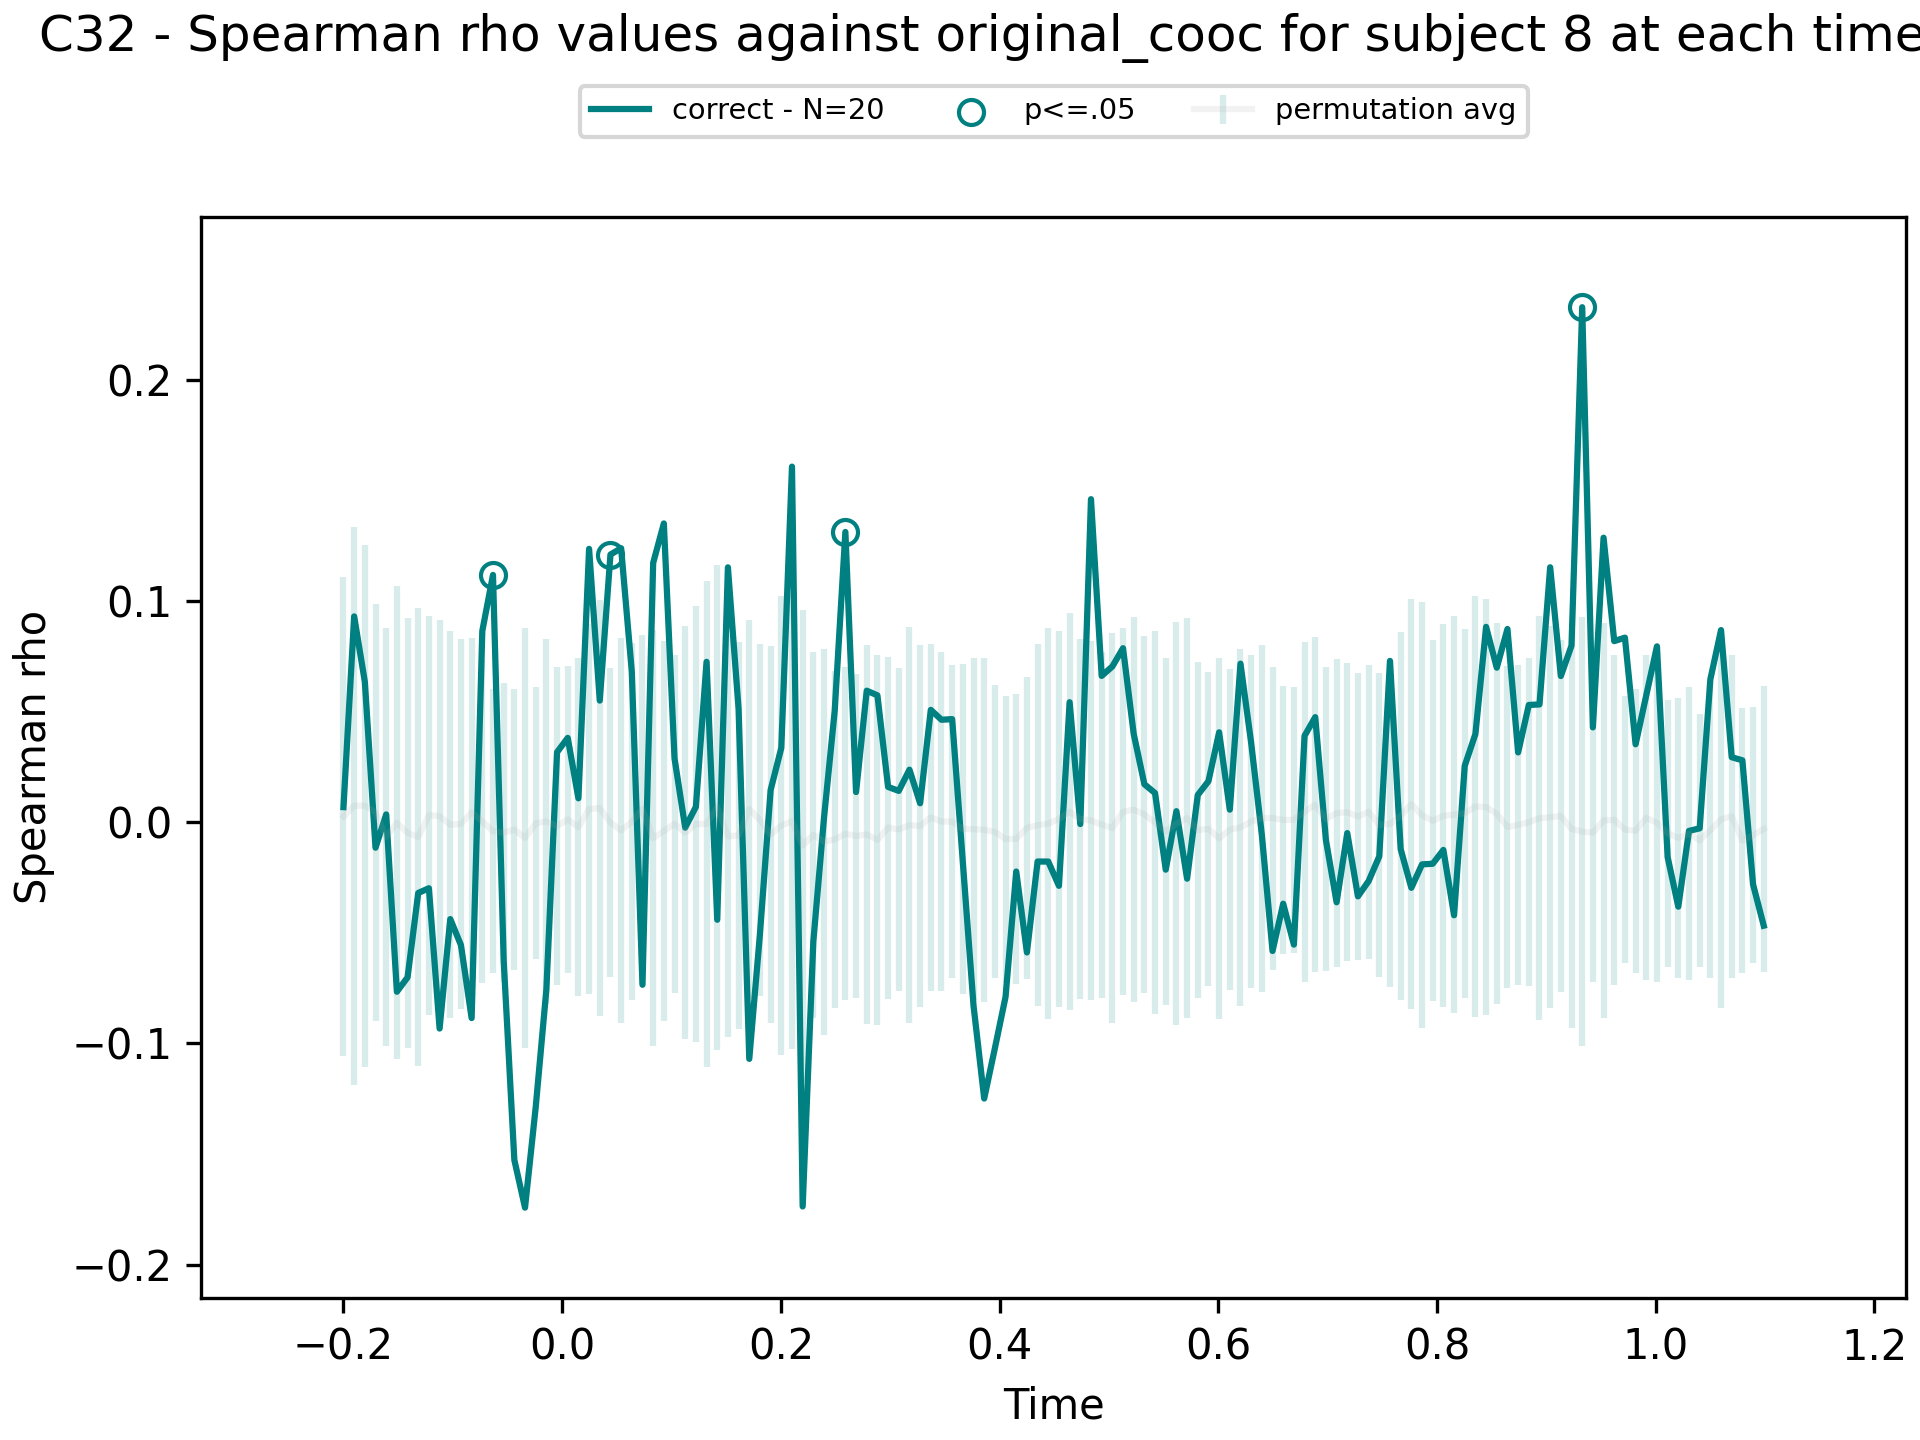 C32 - Spearman rho values against original_cooc for subject 8 at each time
correct - N=20 p<=.05 permutation avg
Spearman rho
0.2
0.1
0.0
−0.1
−0.2
−0.2 0.0 0.2 0.4 0.6 0.8 1.0 1.2
Time